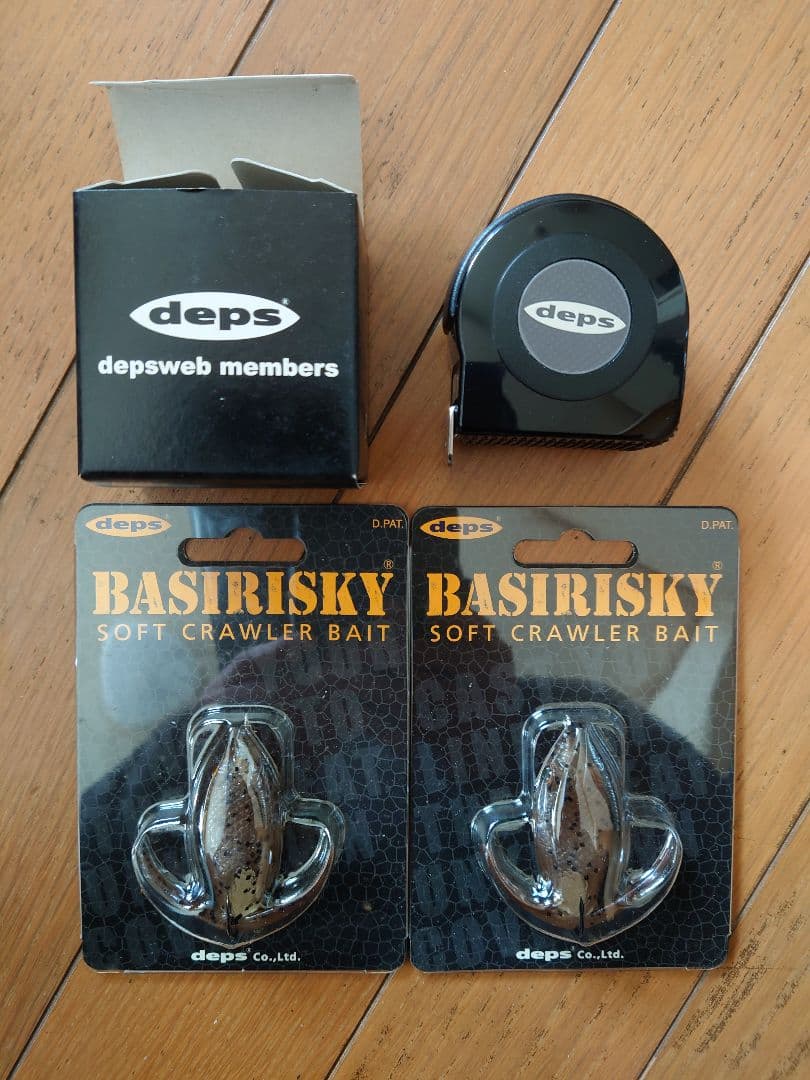 deps®
depsweb members
deps
deps
D.PAT.
BASIRISKY®
SOFT CRAWLER BAIT
deps® Co.,Ltd.
deps
D.PAT.
BASIRISKY®
SOFT CRAWLER BAIT
deps® Co.,Ltd.